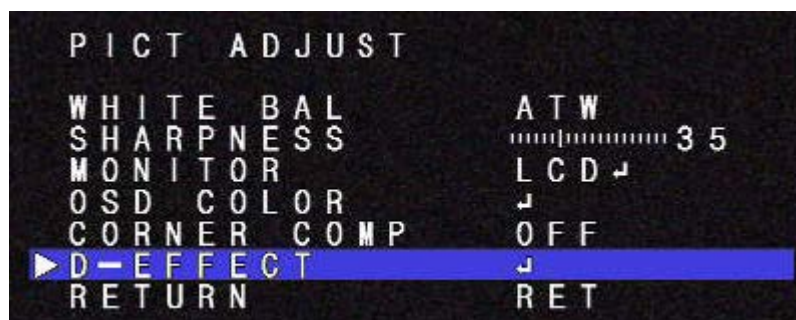 PICT ADJUST
WHITE BAL ATW
SHARPNESS 35
MONITOR LCD↵
OSD COLOR ↵
CORNER COMP OFF
▶D-EFFECT ↵
RETURN RET